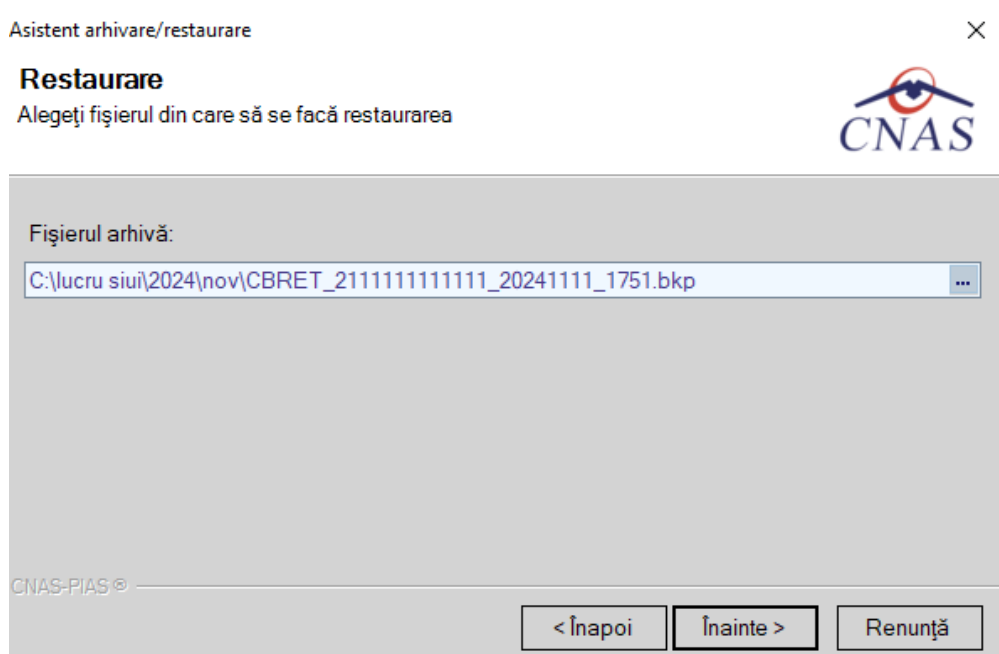 Asistent arhivare/restaurare
Restaurare
Alegeţi fişierul din care să se facă restaurarea
CNAS
Fişierul arhivă:
C:\lucru siui\2024\nov\CBRET_2111111111111_20241111_1751.bkp
...
CNAS-PIAS ®
< Înapoi
Înainte >
Renunţă